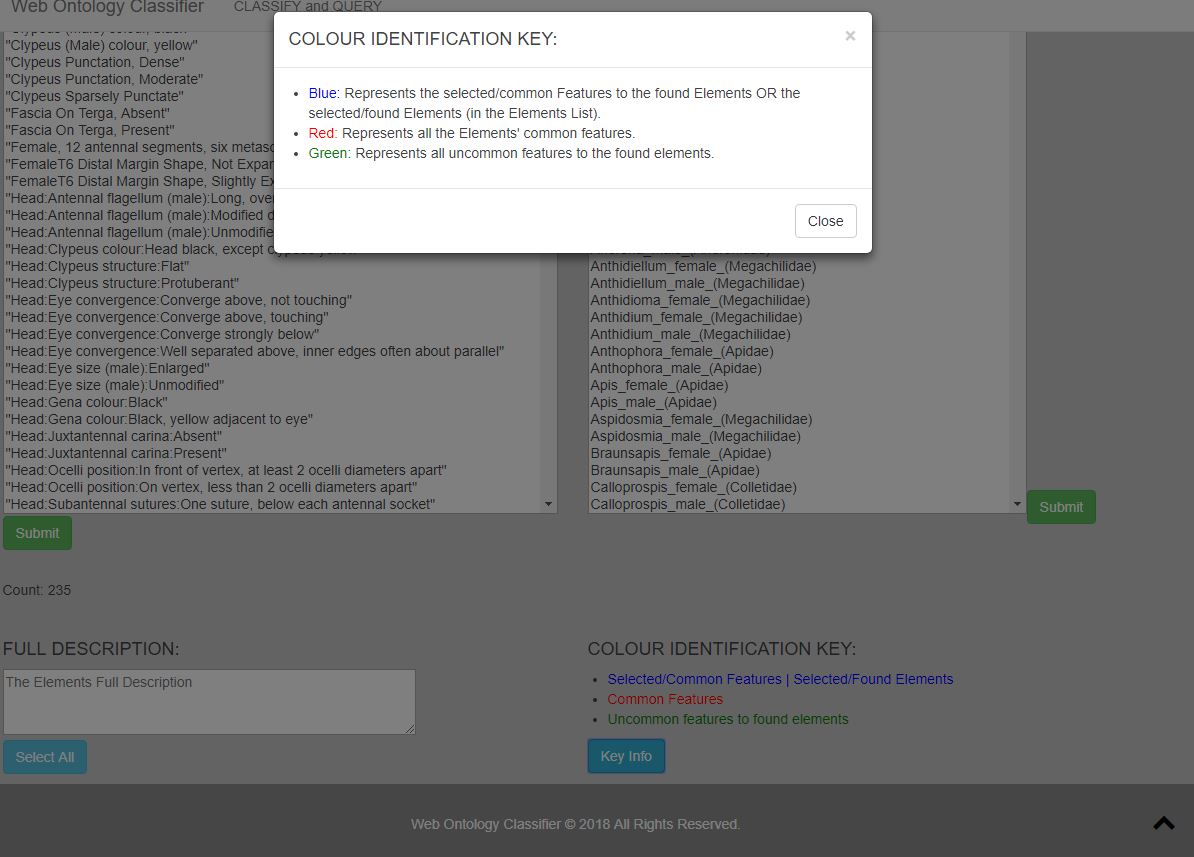 Web Ontology Classifier
CLASSIFY and QUERY
COLOUR IDENTIFICATION KEY:
×
Blue: Represents the selected/common Features to the found Elements OR the
selected/found Elements (in the Elements List).
Red: Represents all the Elements' common features.
Green: Represents all uncommon features to the found elements.
Close
"Clypeus (Male) colour, black"
"Clypeus (Male) colour, yellow"
"Clypeus Punctation, Dense"
"Clypeus Punctation, Moderate"
"Clypeus Sparsely Punctate"
"Fascia On Terga, Absent"
"Fascia On Terga, Present"
"Female, 12 antennal segments, six
"FemaleT6 Distal Margin Shape, Not
"FemaleT6 Distal Margin Shape, Slightly
"Head:Antennal flagellum (male):Long,
"Head:Antennal flagellum (male):Modified
"Head:Antennal flagellum (male):Unmodified
"Head:Clypeus colour:Head black, except clypeus yellow"
"Head:Clypeus structure:Flat"
"Head:Clypeus structure:Protuberant"
"Head:Eye convergence:Converge above, not touching"
"Head:Eye convergence:Converge above, touching"
"Head:Eye convergence:Converge strongly below"
"Head:Eye convergence:Well separated above, inner edges often about parallel"
"Head:Eye size (male):Enlarged"
"Head:Eye size (male):Unmodified"
"Head:Gena colour:Black"
"Head:Gena colour:Black, yellow adjacent to eye"
"Head:Juxtantennal carina:Absent"
"Head:Juxtantennal carina:Present"
"Head:Ocelli position:In front of vertex, at least 2 ocelli diameters apart"
"Head:Ocelli position:On vertex, less than 2 ocelli diameters apart"
"Head:Subantennal sutures:One suture, below each antennal socket"
Submit
Anthidiellum_female_(Megachilidae)
Anthidiellum_male_(Megachilidae)
Anthidioma_female_(Megachilidae)
Anthidium_female_(Megachilidae)
Anthidium_male_(Megachilidae)
Anthophora_female_(Apidae)
Anthophora_male_(Apidae)
Apis_female_(Apidae)
Apis_male_(Apidae)
Aspidosmia_female_(Megachilidae)
Aspidosmia_male_(Megachilidae)
Braunsapis_female_(Apidae)
Braunsapis_male_(Apidae)
Calloprospis_female_(Colletidae)
Calloprospis_male_(Colletidae)
Submit
Count: 235
FULL DESCRIPTION:
The Elements Full Description
Select All
COLOUR IDENTIFICATION KEY:
Selected/Common Features | Selected/Found Elements
Common Features
Uncommon features to found elements
Key Info
Web Ontology Classifier © 2018 All Rights Reserved.